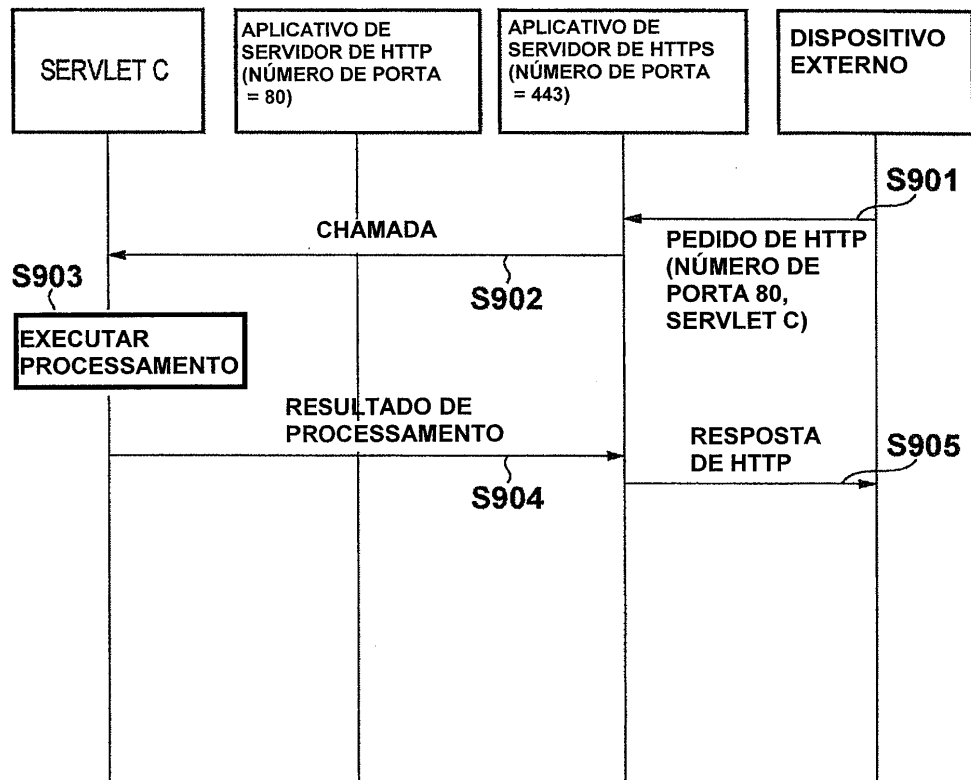 SERVLET C
APLICATIVO DE
SERVIDOR DE HTTP
(NÚMERO DE PORTA
= 80)
APLICATIVO DE
SERVIDOR DE HTTPS
(NÚMERO DE PORTA
= 443)
DISPOSITIVO
EXTERNO
S901
CHAMADA
PEDIDO DE HTTP
(NÚMERO DE
PORTA 80,
SERVLET C)
S902
S903
EXECUTAR
PROCESSAMENTO
RESULTADO DE
PROCESSAMENTO
S904
RESPOSTA
DE HTTP
S905